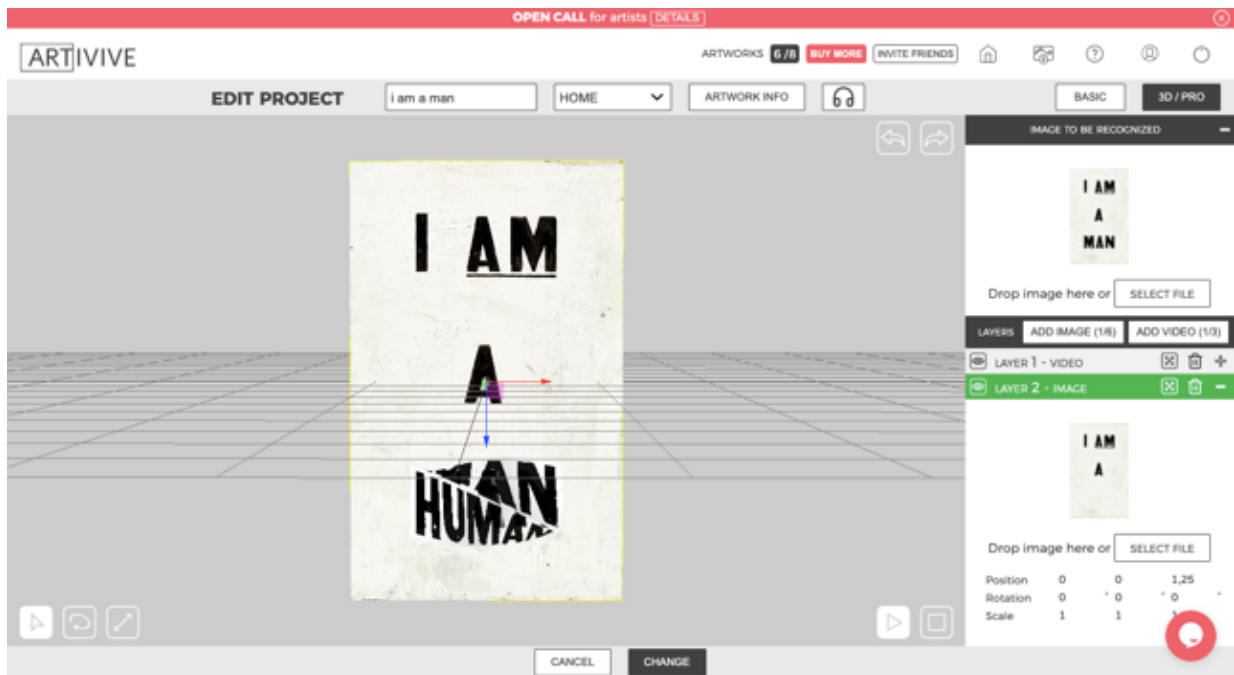 OPEN CALL for artists DETAILS
ARTIVIVE
ARTWORKS 6/8 BUY MORE INVITE FRIENDS
EDIT PROJECT i am a man HOME ARTWORK INFO BASIC 3D / PRO
IMAGE TO BE RECOGNIZED
I AM
A
MAN
Drop image here or SELECT FILE
LAYERS ADD IMAGE (1/6) ADD VIDEO (1/3)
LAYER 1 - VIDEO
LAYER 2 - IMAGE
I AM
A
Drop image here or SELECT FILE
Position 0 0 1,25
Rotation 0 ° 0 ° 0 °
Scale 1 1
I AM
A
MAN
HUMAN
CANCEL CHANGE